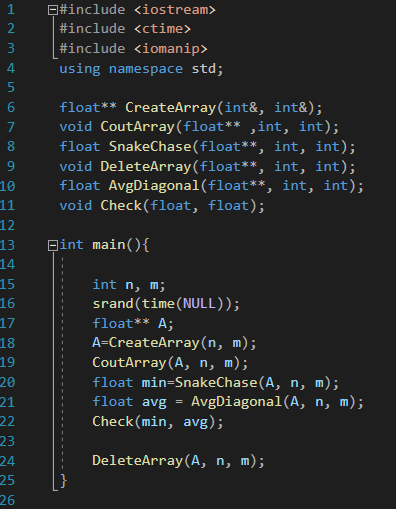 1 #include <iostream>
2 #include <ctime>
3 #include <iomanip>
4 using namespace std;
5
6 float** CreateArray(int&, int&);
7 void CoutArray(float** ,int, int);
8 float SnakeChase(float**, int, int);
9 void DeleteArray(float**, int, int);
10 float AvgDiagonal(float**, int, int);
11 void Check(float, float);
12
13 int main(){
14
15 int n, m;
16 srand(time(NULL));
17 float** A;
18 A=CreateArray(n, m);
19 CoutArray(A, n, m);
20 float min=SnakeChase(A, n, m);
21 float avg = AvgDiagonal(A, n, m);
22 Check(min, avg);
23
24 DeleteArray(A, n, m);
25 }
26